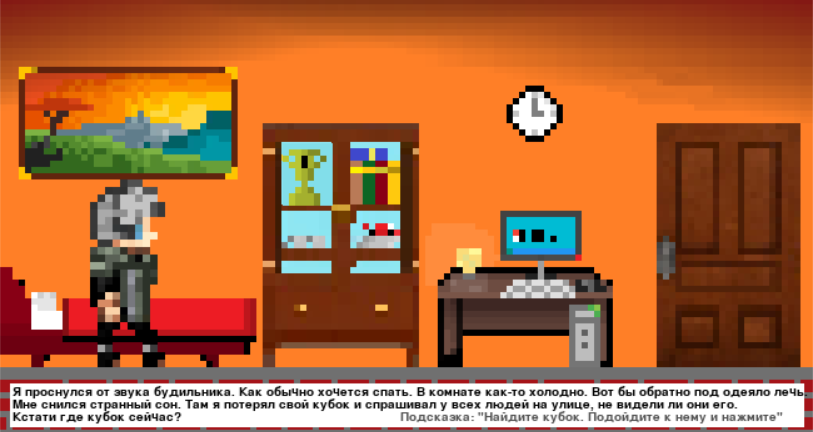 Я проснулся от звука будильника. Как обычно хочется спать. В комнате как-то холодно. Вот бы обратно под одеяло лечь.
Мне снился странный сон. Там я потерял свой кубок и спрашивал у всех людей на улице, не видели ли они его.
Кстати где кубок сейчас? Подсказка: "Найдите кубок. Подойдите к нему и нажмите"